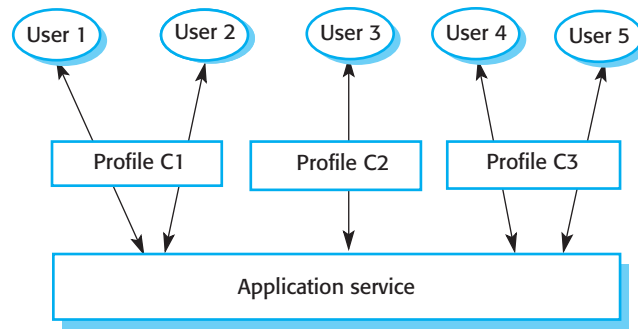 User 1
User 2
User 3
User 4
User 5
Profile C1
Profile C2
Profile C3
Application service